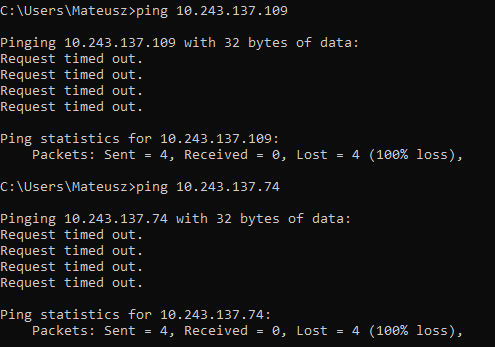 C:\Users\Mateusz>ping 10.243.137.109
Pinging 10.243.137.109 with 32 bytes of data:
Request timed out.
Request timed out.
Request timed out.
Request timed out.
Ping statistics for 10.243.137.109:
    Packets: Sent = 4, Received = 0, Lost = 4 (100% loss),
C:\Users\Mateusz>ping 10.243.137.74
Pinging 10.243.137.74 with 32 bytes of data:
Request timed out.
Request timed out.
Request timed out.
Request timed out.
Ping statistics for 10.243.137.74:
    Packets: Sent = 4, Received = 0, Lost = 4 (100% loss),